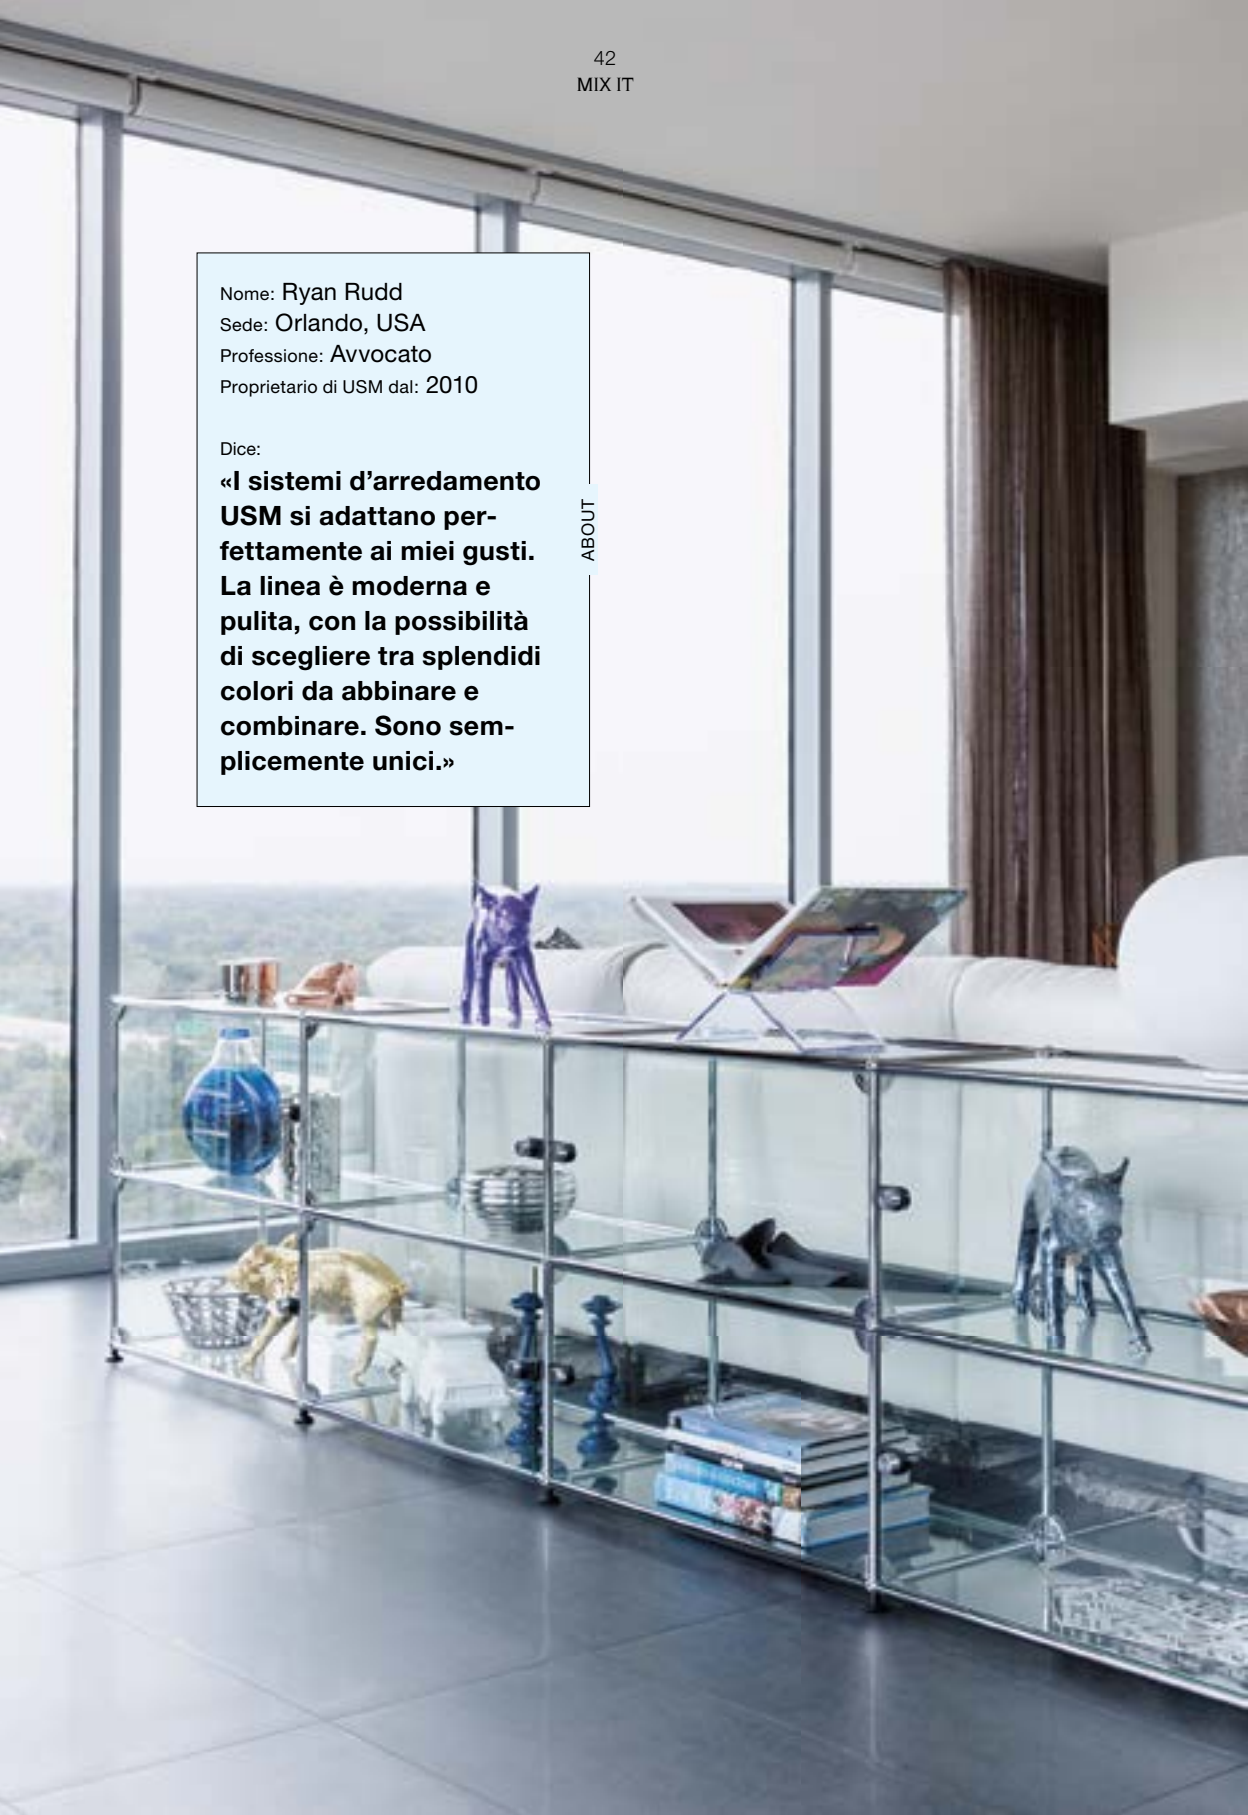 42
MIX IT
Nome: Ryan Rudd
Sede: Orlando, USA
Professione: Avvocato
Proprietario di USM dal: 2010
Dice:
«I sistemi d’arredamento
USM si adattano per-
fettamente ai miei gusti.
La linea è moderna e
pulita, con la possibilità
di scegliere tra splendidi
colori da abbinare e
combinare. Sono sem-
plicemente unici.»
ABOUT